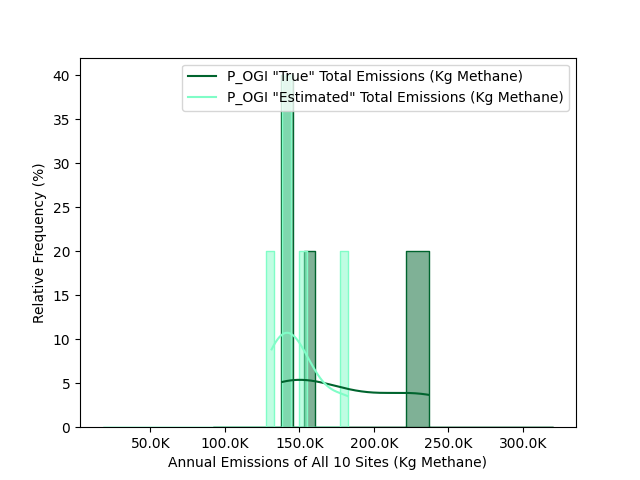 P_OGI "True" Total Emissions (Kg Methane)
P_OGI "Estimated" Total Emissions (Kg Methane)
40
35
30
25
20
15
10
5
0
Relative Frequency (%)
50.0K 100.0K 150.0K 200.0K 250.0K 300.0K
Annual Emissions of All 10 Sites (Kg Methane)